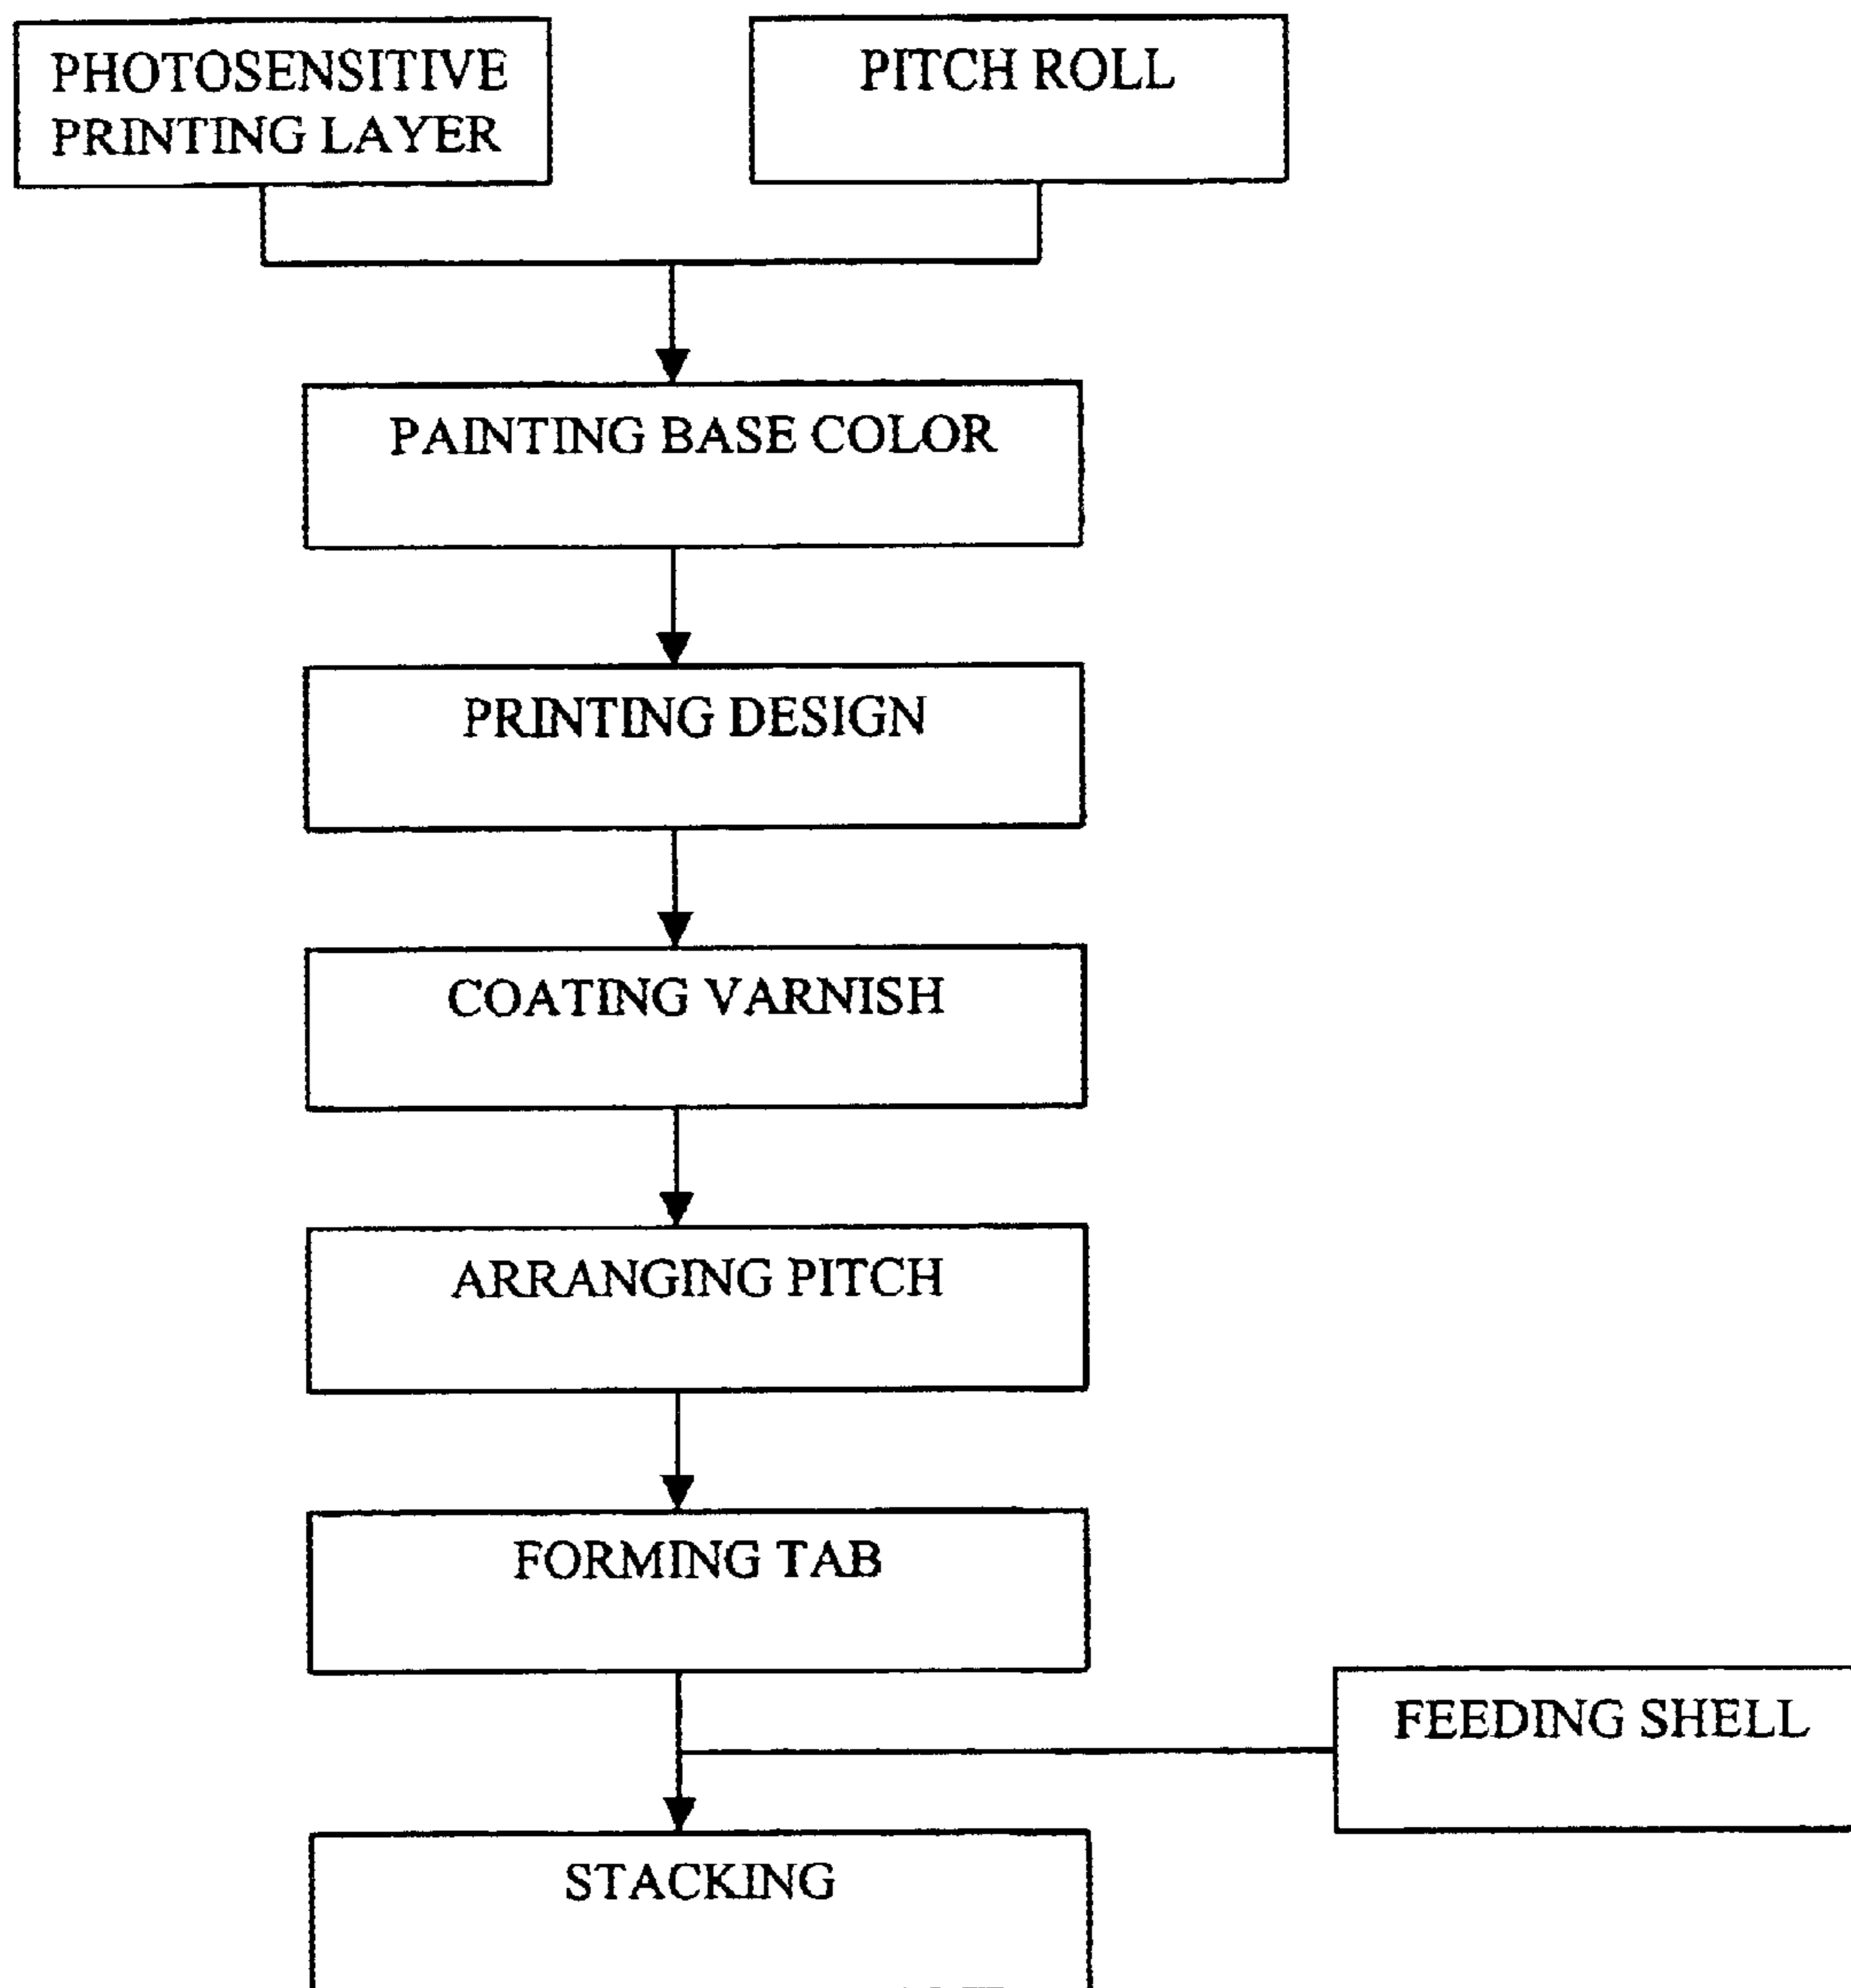 PHOTOSENSITIVE
PRINTING LAYER
PITCH ROLL
PAINTING BASE COLOR
PRINTING DESIGN
COATING VARNISH
ARRANGING PITCH
FORMING TAB
FEEDING SHELL
STACKING